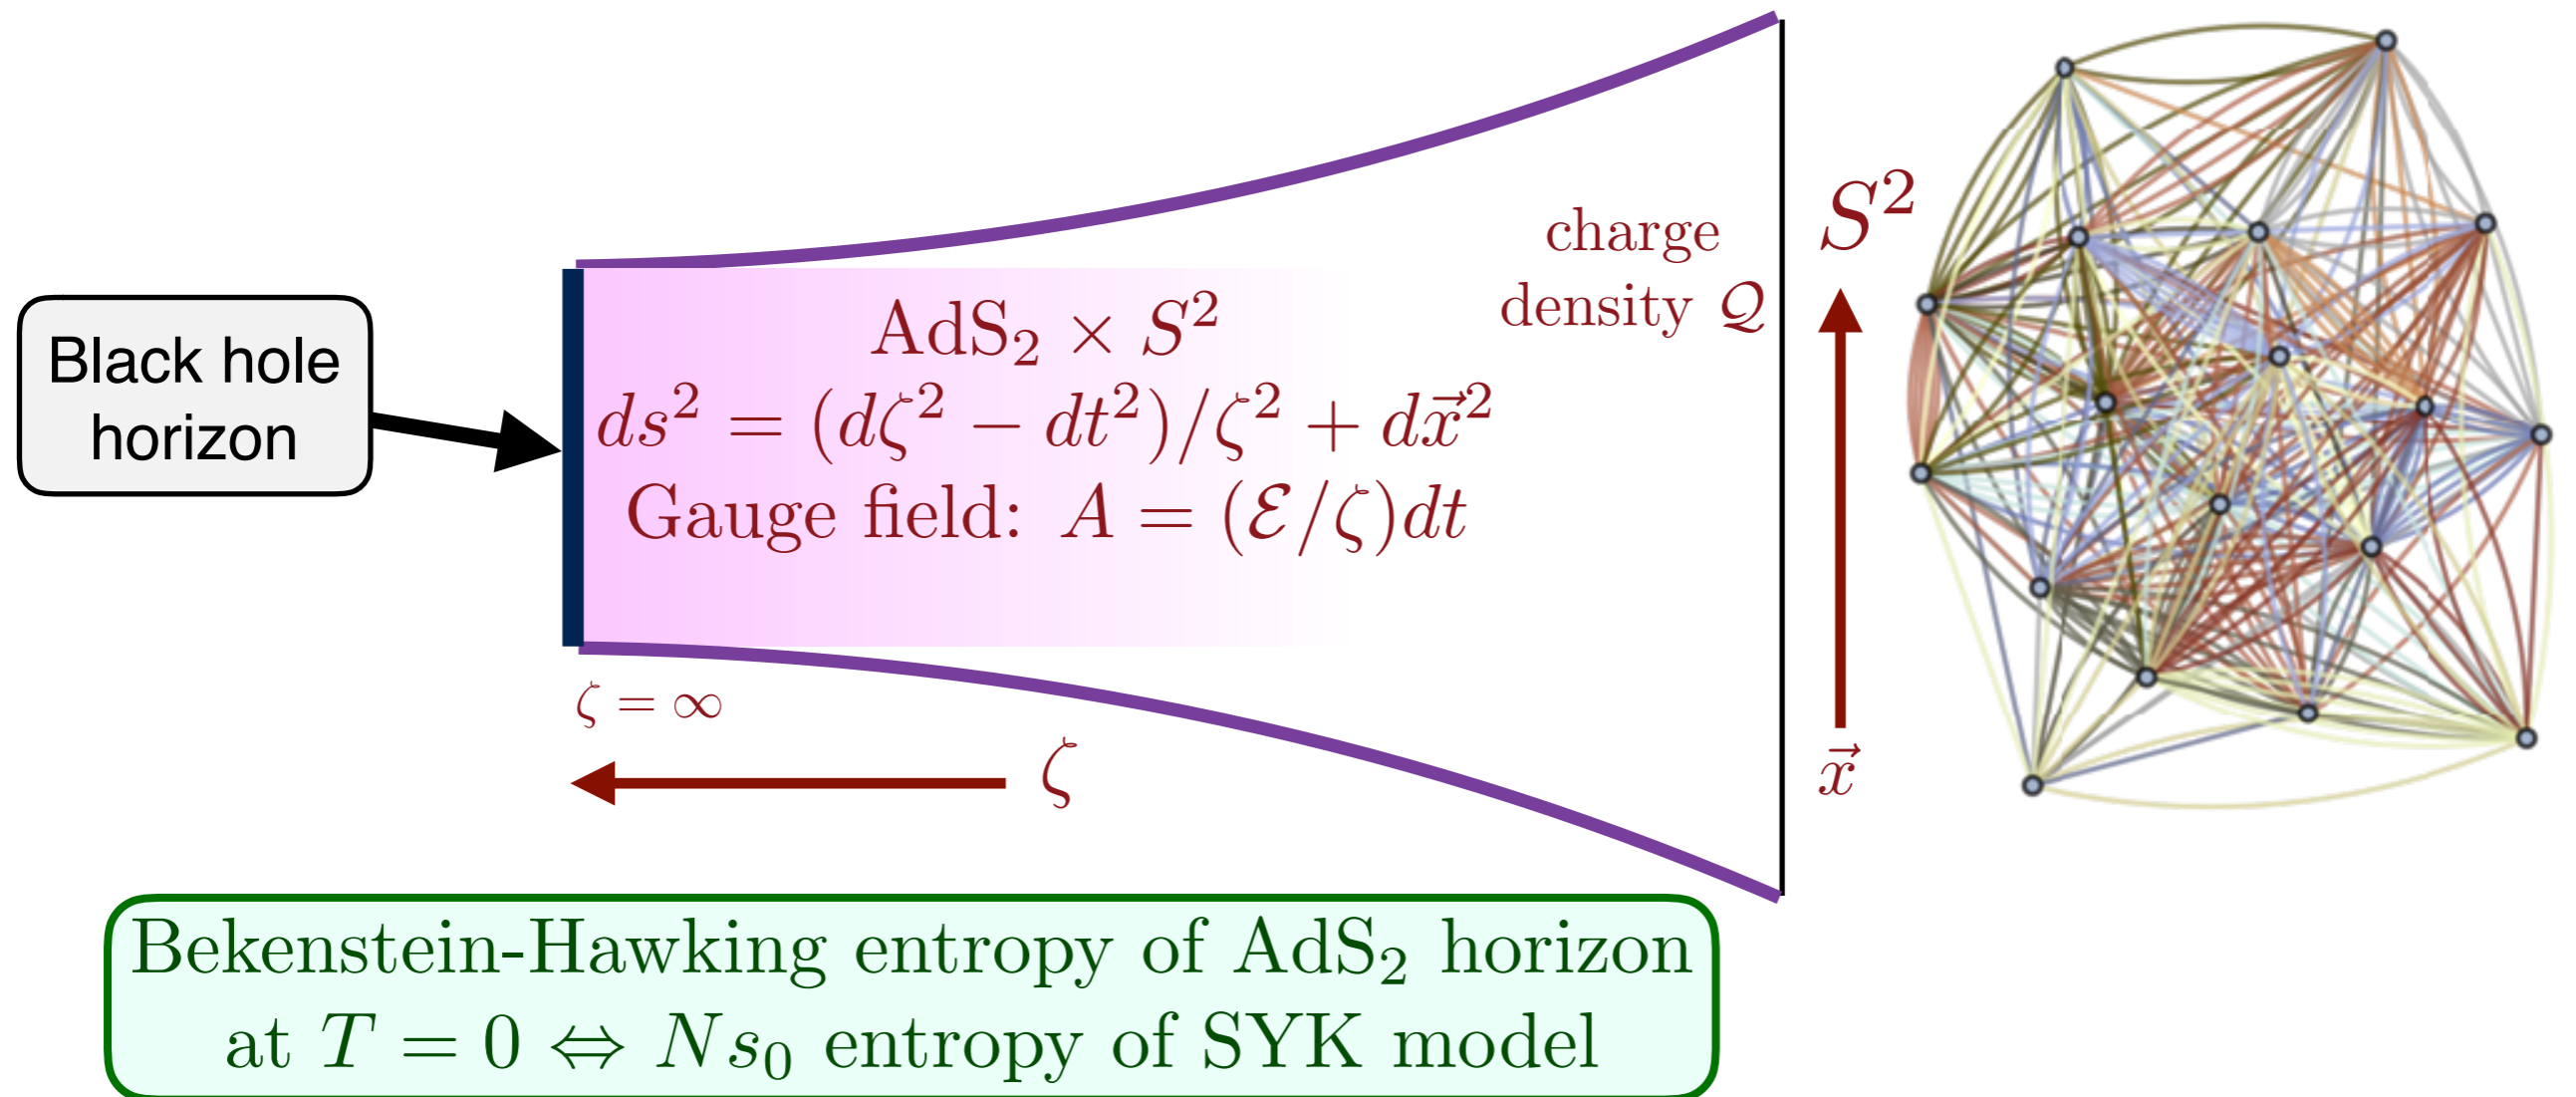 Black hole
horizon
AdS₂ × S²
ds² = (dζ² − dt²)/ζ² + dx⃗²
Gauge field: A = (ℰ/ζ)dt
charge
density 𝒬
S²
x⃗
ζ = ∞
ζ
Bekenstein-Hawking entropy of AdS₂ horizon
at T = 0 ⇔ Ns₀ entropy of SYK model